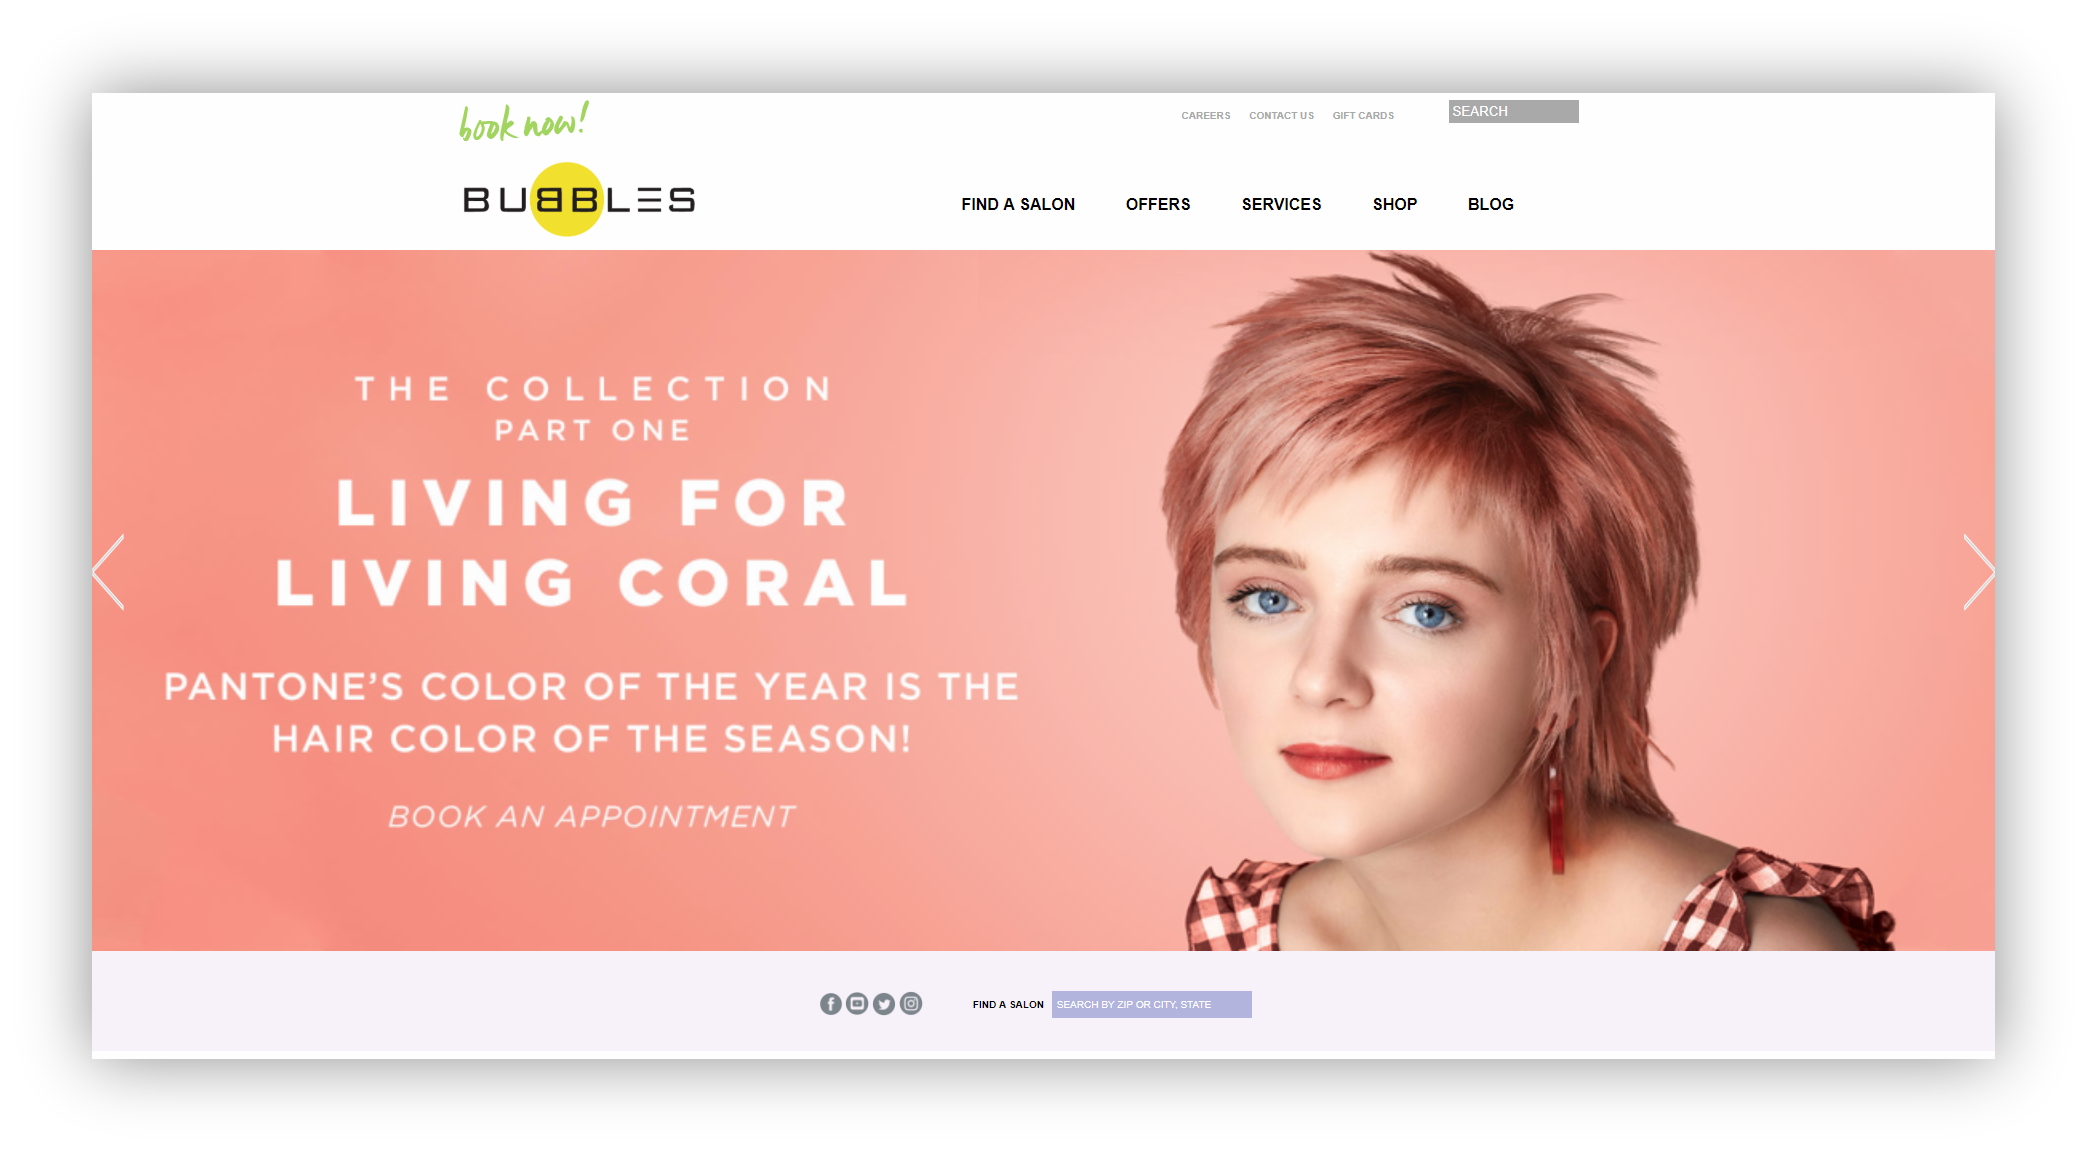 book now!
CAREERS CONTACT US GIFT CARDS
SEARCH
BUBBLES
FIND A SALON OFFERS SERVICES SHOP BLOG
THE COLLECTION
PART ONE
LIVING FOR
LIVING CORAL
PANTONE'S COLOR OF THE YEAR IS THE
HAIR COLOR OF THE SEASON!
BOOK AN APPOINTMENT
FIND A SALON SEARCH BY ZIP OR CITY, STATE